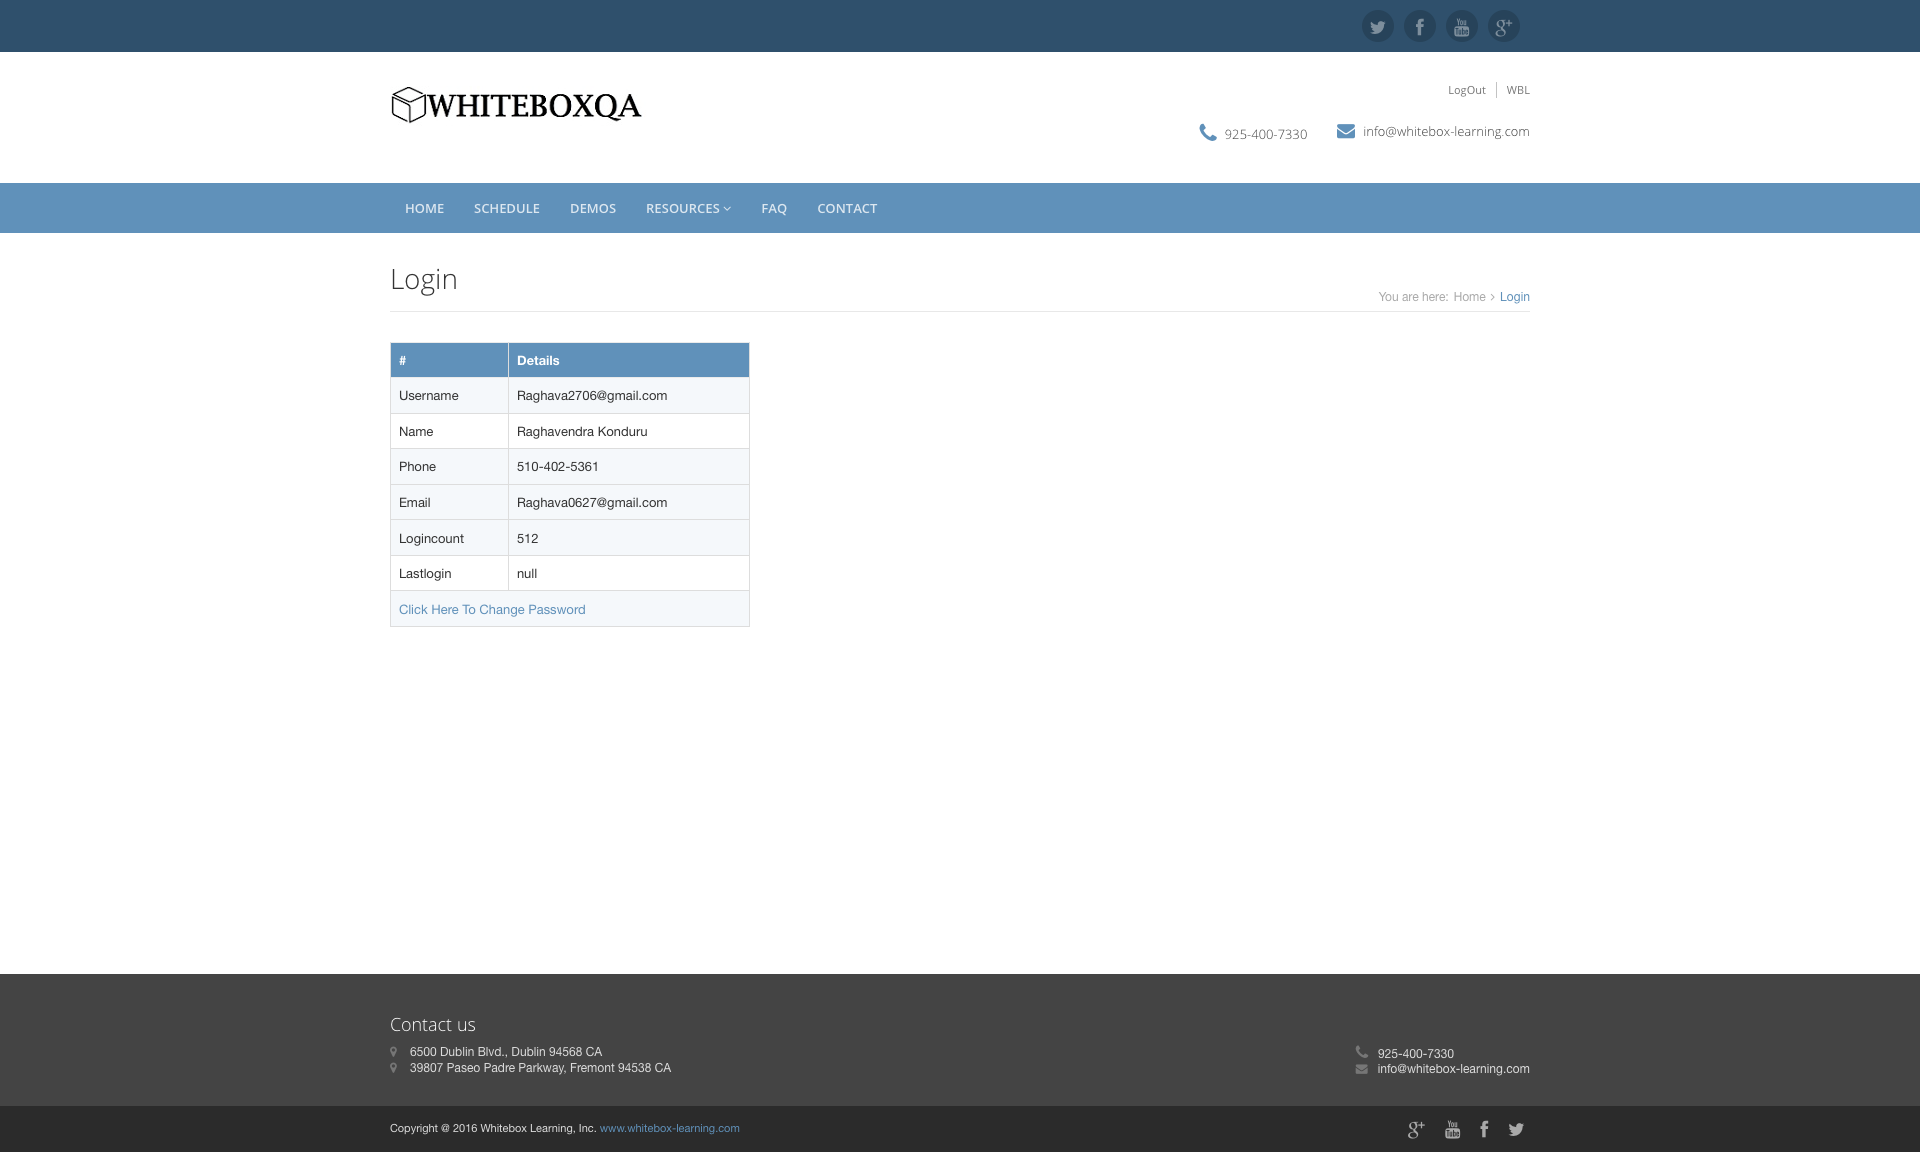 WHITEBOXQA
LogOut WBL
925-400-7330 info@whitebox-learning.com
HOME SCHEDULE DEMOS RESOURCES FAQ CONTACT
Login
You are here: Home > Login
# Details
Username Raghava2706@gmail.com
Name Raghavendra Konduru
Phone 510-402-5361
Email Raghava0627@gmail.com
Logincount 512
Lastlogin null
Click Here To Change Password
Contact us
6500 Dublin Blvd., Dublin 94568 CA
39807 Paseo Padre Parkway, Fremont 94538 CA
925-400-7330
info@whitebox-learning.com
Copyright @ 2016 Whitebox Learning, Inc. www.whitebox-learning.com